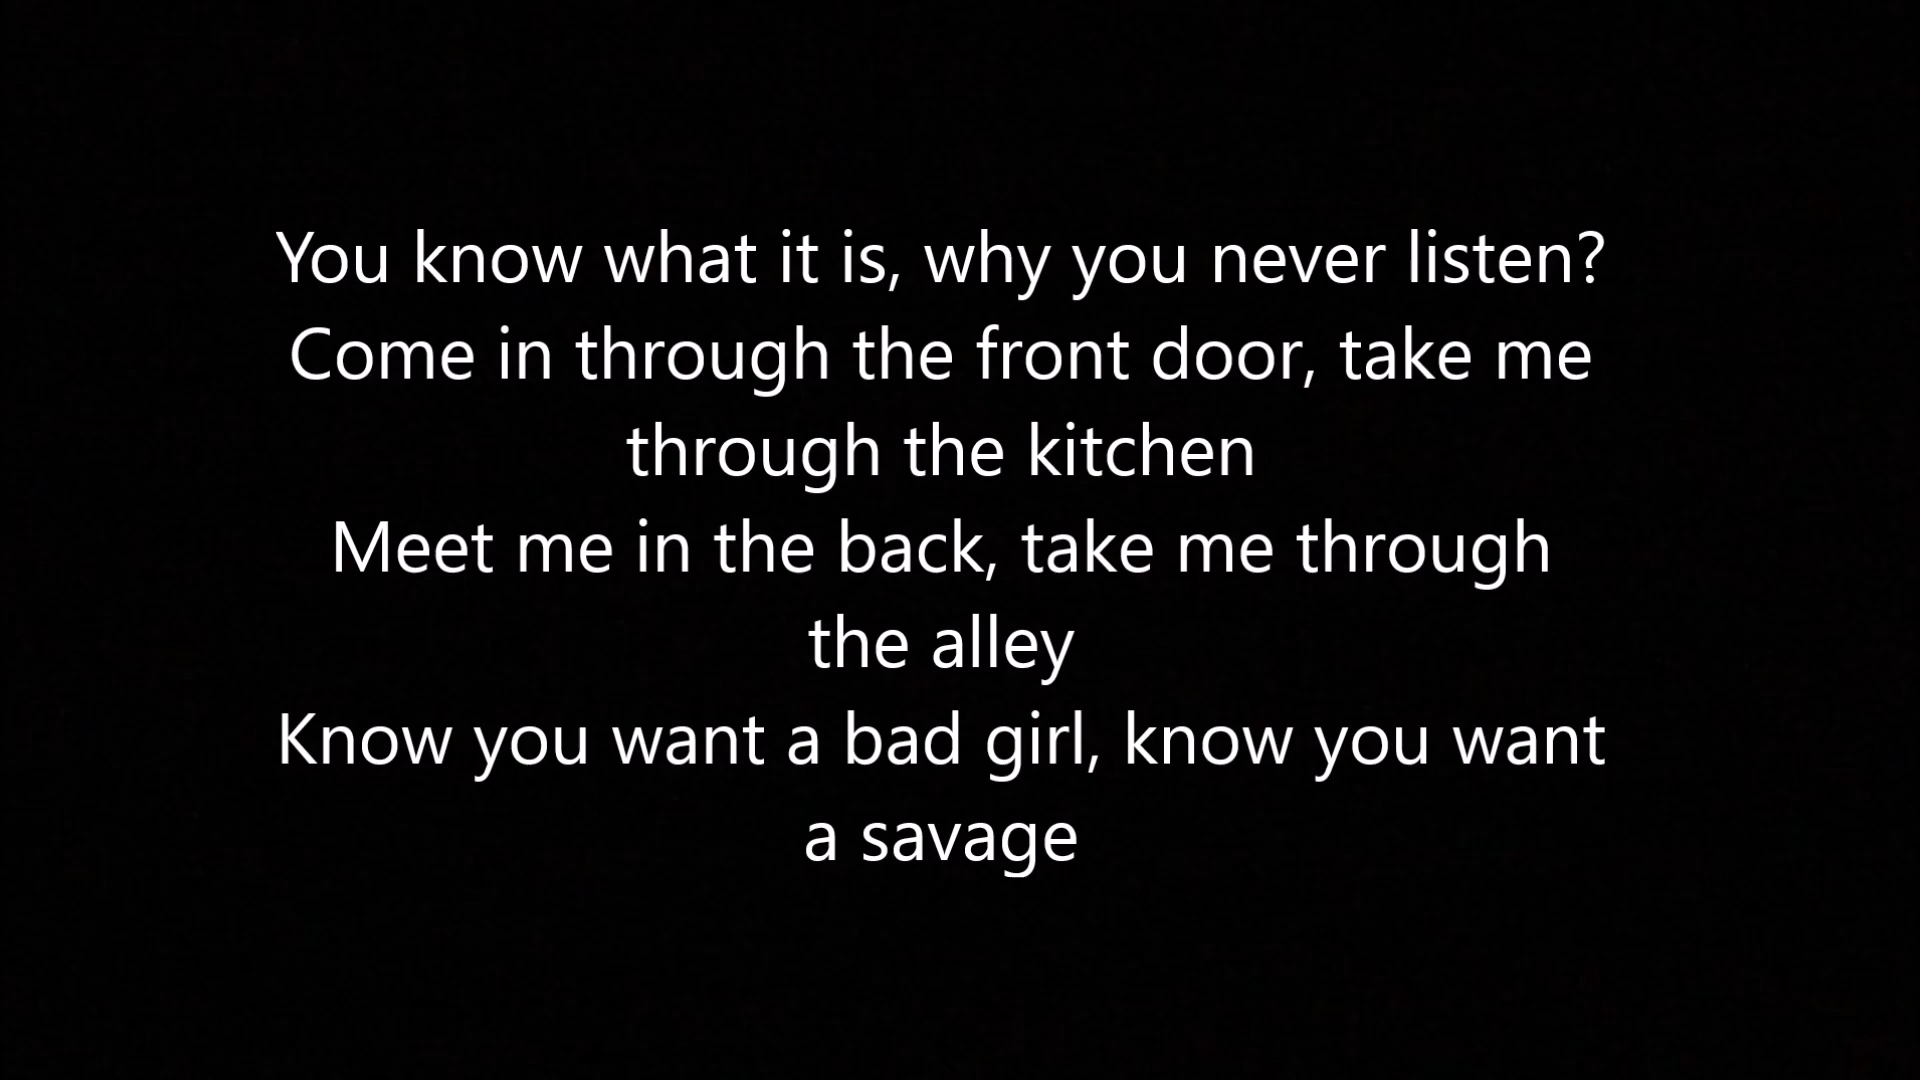 You know what it is, why you never listen?
Come in through the front door, take me
through the kitchen
Meet me in the back, take me through
the alley
Know you want a bad girl, know you want
a savage